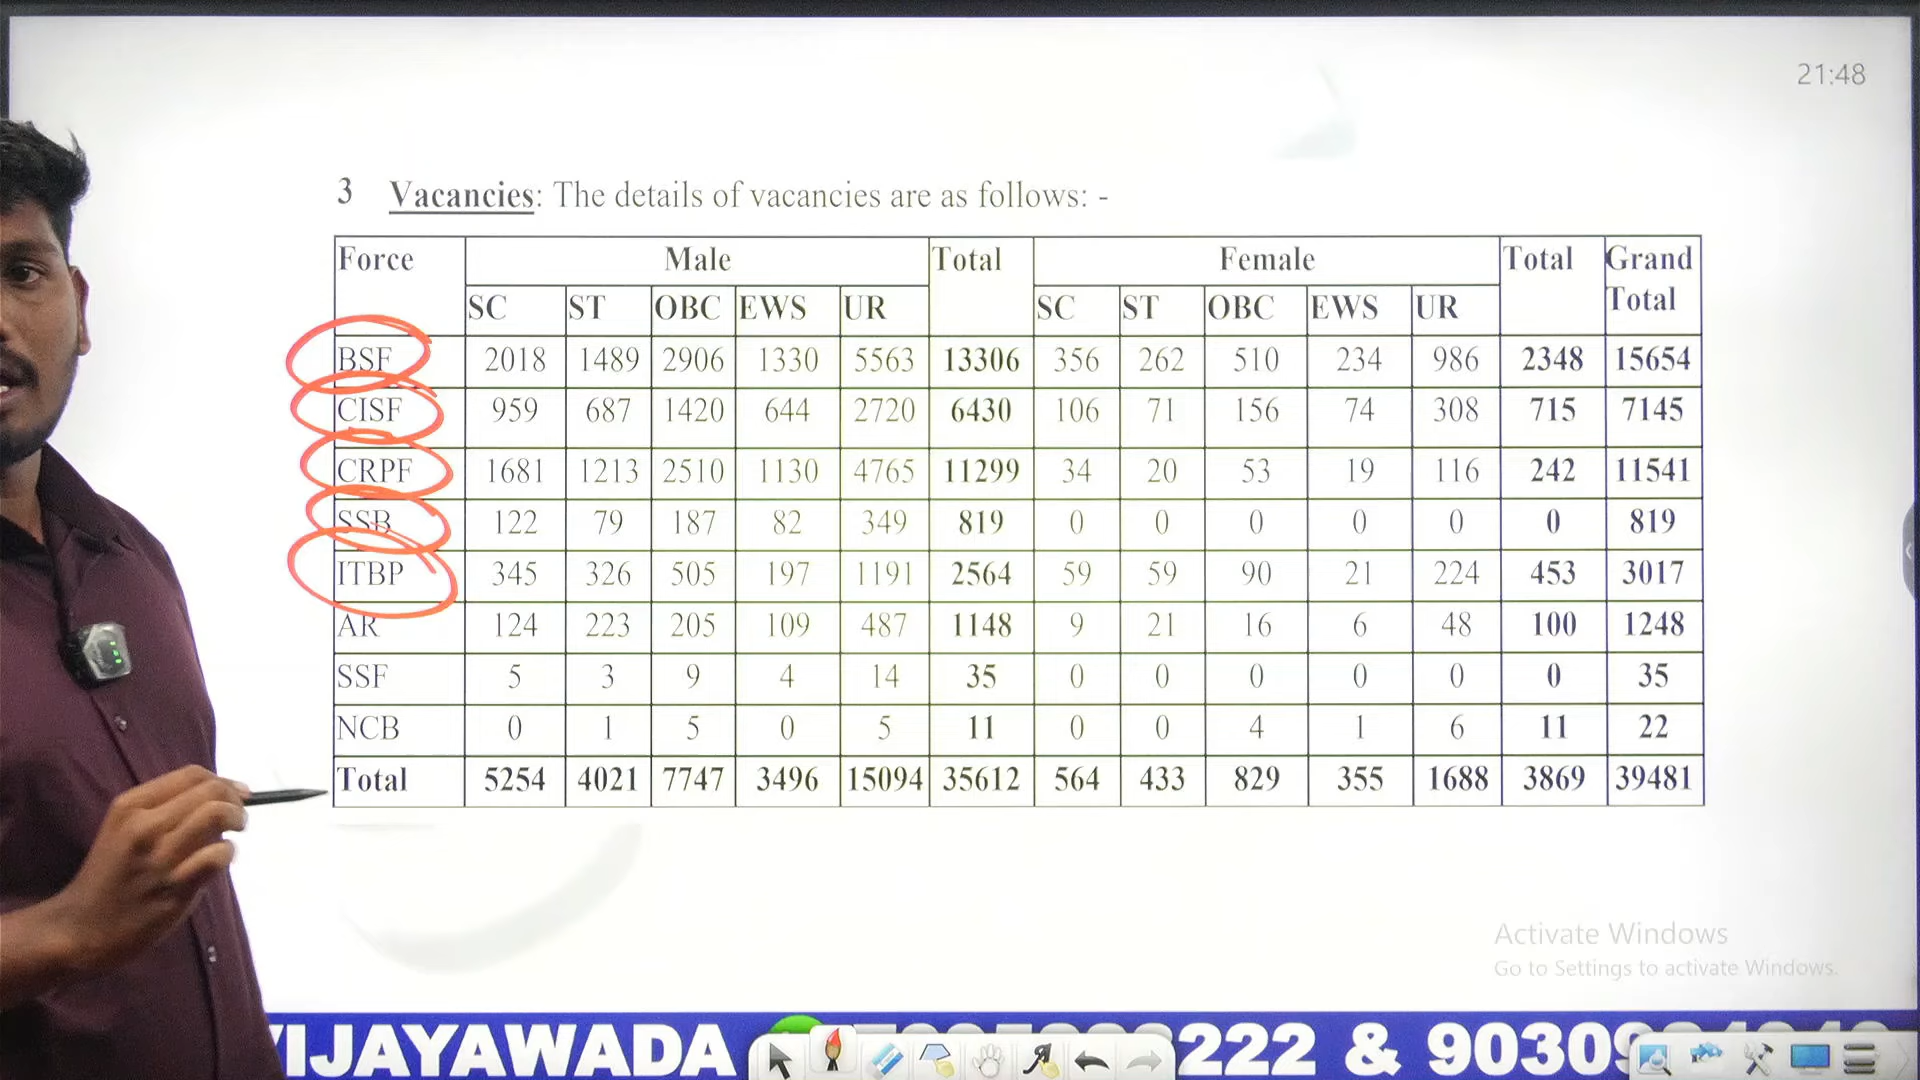 21:48
3 Vacancies: The details of vacancies are as follows: -
Force Male Total Female Total Grand Total
SC ST OBC EWS UR SC ST OBC EWS UR
BSF 2018 1489 2906 1330 5563 13306 356 262 510 234 986 2348 15654
CISF 959 687 1420 644 2720 6430 106 71 156 74 308 715 7145
CRPF 1681 1213 2510 1130 4765 11299 34 20 53 19 116 242 11541
SSB 122 79 187 82 349 819 0 0 0 0 0 0 819
ITBP 345 326 505 197 1191 2564 59 59 90 21 224 453 3017
AR 124 223 205 109 487 1148 9 21 16 6 48 100 1248
SSF 5 3 9 4 14 35 0 0 0 0 0 0 35
NCB 0 1 5 0 5 11 0 0 4 1 6 11 22
Total 5254 4021 7747 3496 15094 35612 564 433 829 355 1688 3869 39481
Activate Windows
Go to Settings to activate Windows.
VIJAYAWADA 222 & 9030